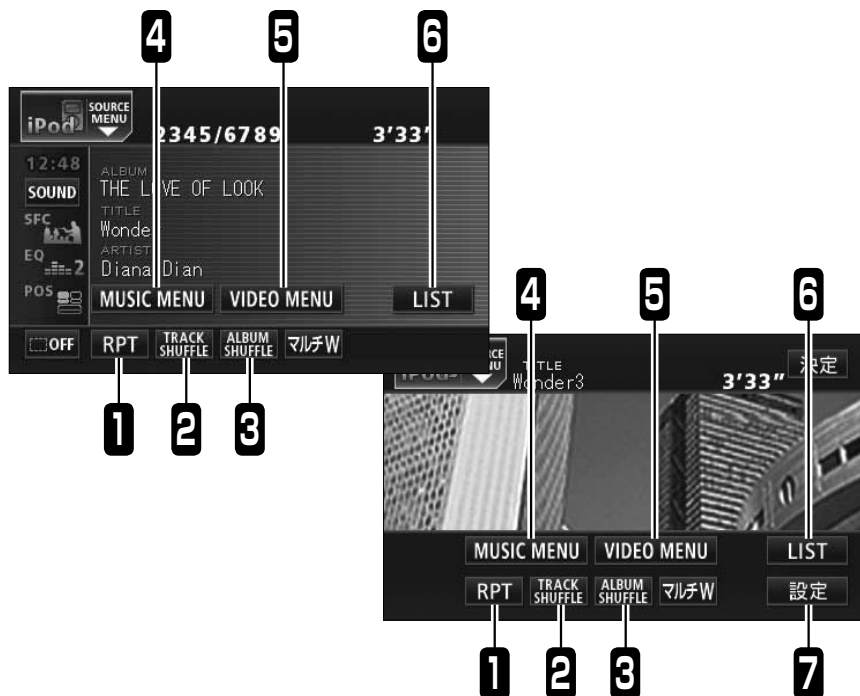 4 5 6
iPod SOURCE MENU
2345/6789 3'33"
12:48
ALBUM
SOUND THE LOVE OF LOOK
TITLE
SFC Wonde
ARTIST
EQ 2 Diana Dian
POS MUSIC MENU VIDEO MENU LIST
OFF RPT TRACK SHUFFLE ALBUM SHUFFLE マルチW
1 2 3
4 5 6
TITLE 決定
Wonder3 3'33"
MUSIC MENU VIDEO MENU LIST
RPT TRACK SHUFFLE ALBUM SHUFFLE マルチW 設定
1 2 3 7